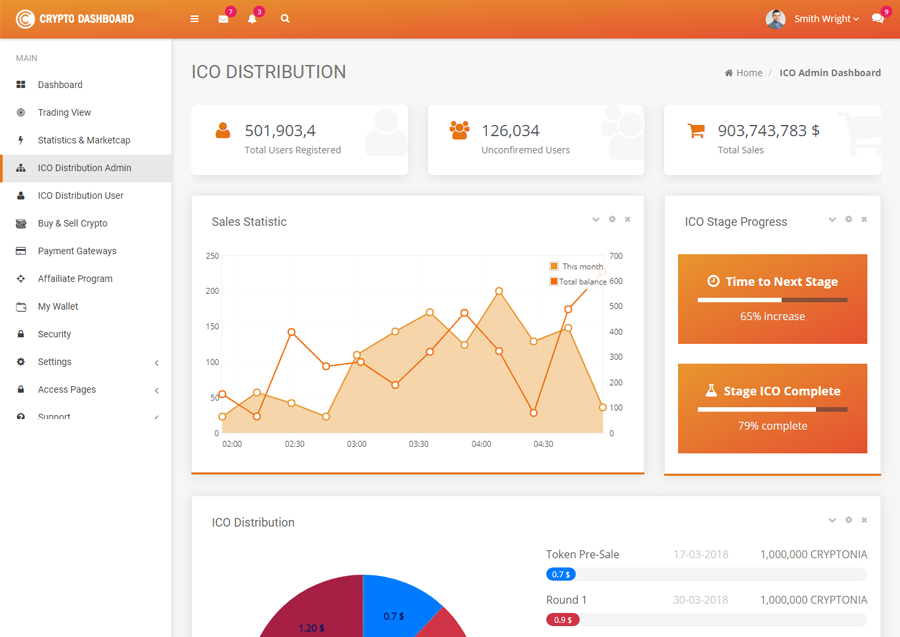 CRYPTO DASHBOARD
7
3
Smith Wright
9
MAIN
Dashboard
Trading View
Statistics & Marketcap
ICO Distribution Admin
ICO Distribution User
Buy & Sell Crypto
Payment Gateways
Affailiate Program
My Wallet
Security
Settings
Access Pages
Support
ICO DISTRIBUTION
Home / ICO Admin Dashboard
501,903,4
Total Users Registered
126,034
Unconfiremed Users
903,743,783 $
Total Sales
Sales Statistic
250
200
150
100
50
0
700
600
500
400
300
200
100
0
This month
Total balance
02:00 02:30 03:00 03:30 04:00 04:30
ICO Stage Progress
Time to Next Stage
65% increase
Stage ICO Complete
79% complete
ICO Distribution
1.20 $
0.7 $
Token Pre-Sale 17-03-2018 1,000,000 CRYPTONIA
0.7 $
Round 1 30-03-2018 1,000,000 CRYPTONIA
0.9 $